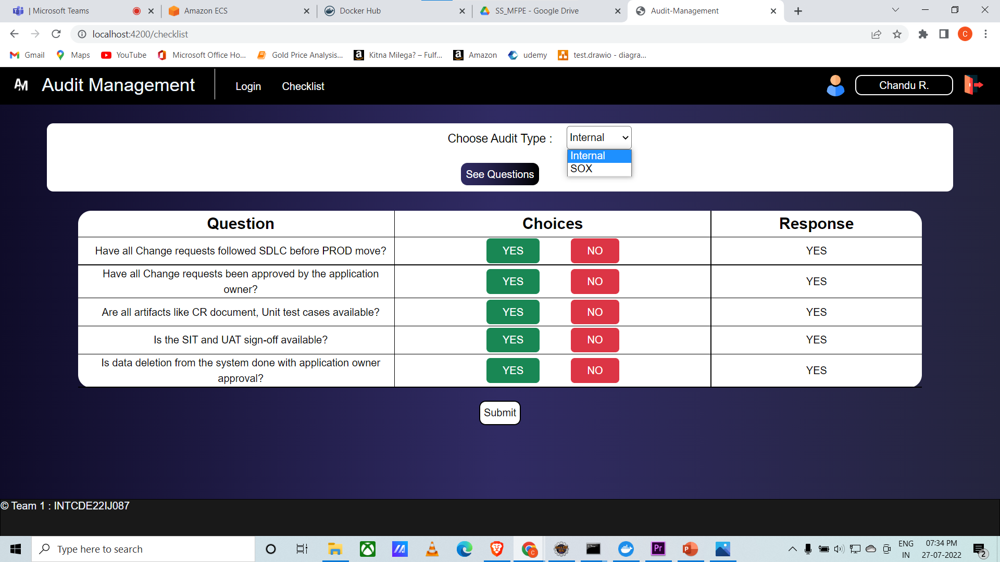 | Microsoft Teams
Amazon ECS
Docker Hub
SS_MFPE - Google Drive
Audit-Management
localhost:4200/checklist
C
Gmail
Maps
YouTube
Microsoft Office Ho...
Gold Price Analysis...
Kitna Milega? – Fulf...
Amazon
udemy
test.drawio - diagra...
AM
Audit Management
Login
Checklist
Chandu R.
Choose Audit Type :
Internal
Internal
SOX
See Questions
Question
Choices
Response
Have all Change requests followed SDLC before PROD move?
YES
NO
YES
Have all Change requests been approved by the application
owner?
YES
NO
YES
Are all artifacts like CR document, Unit test cases available?
YES
NO
YES
Is the SIT and UAT sign-off available?
YES
NO
YES
Is data deletion from the system done with application owner
approval?
YES
NO
YES
Submit
© Team 1 : INTCDE22IJ087
Type here to search
C
Pr
P
ENG
IN
07:34 PM
27-07-2022
2